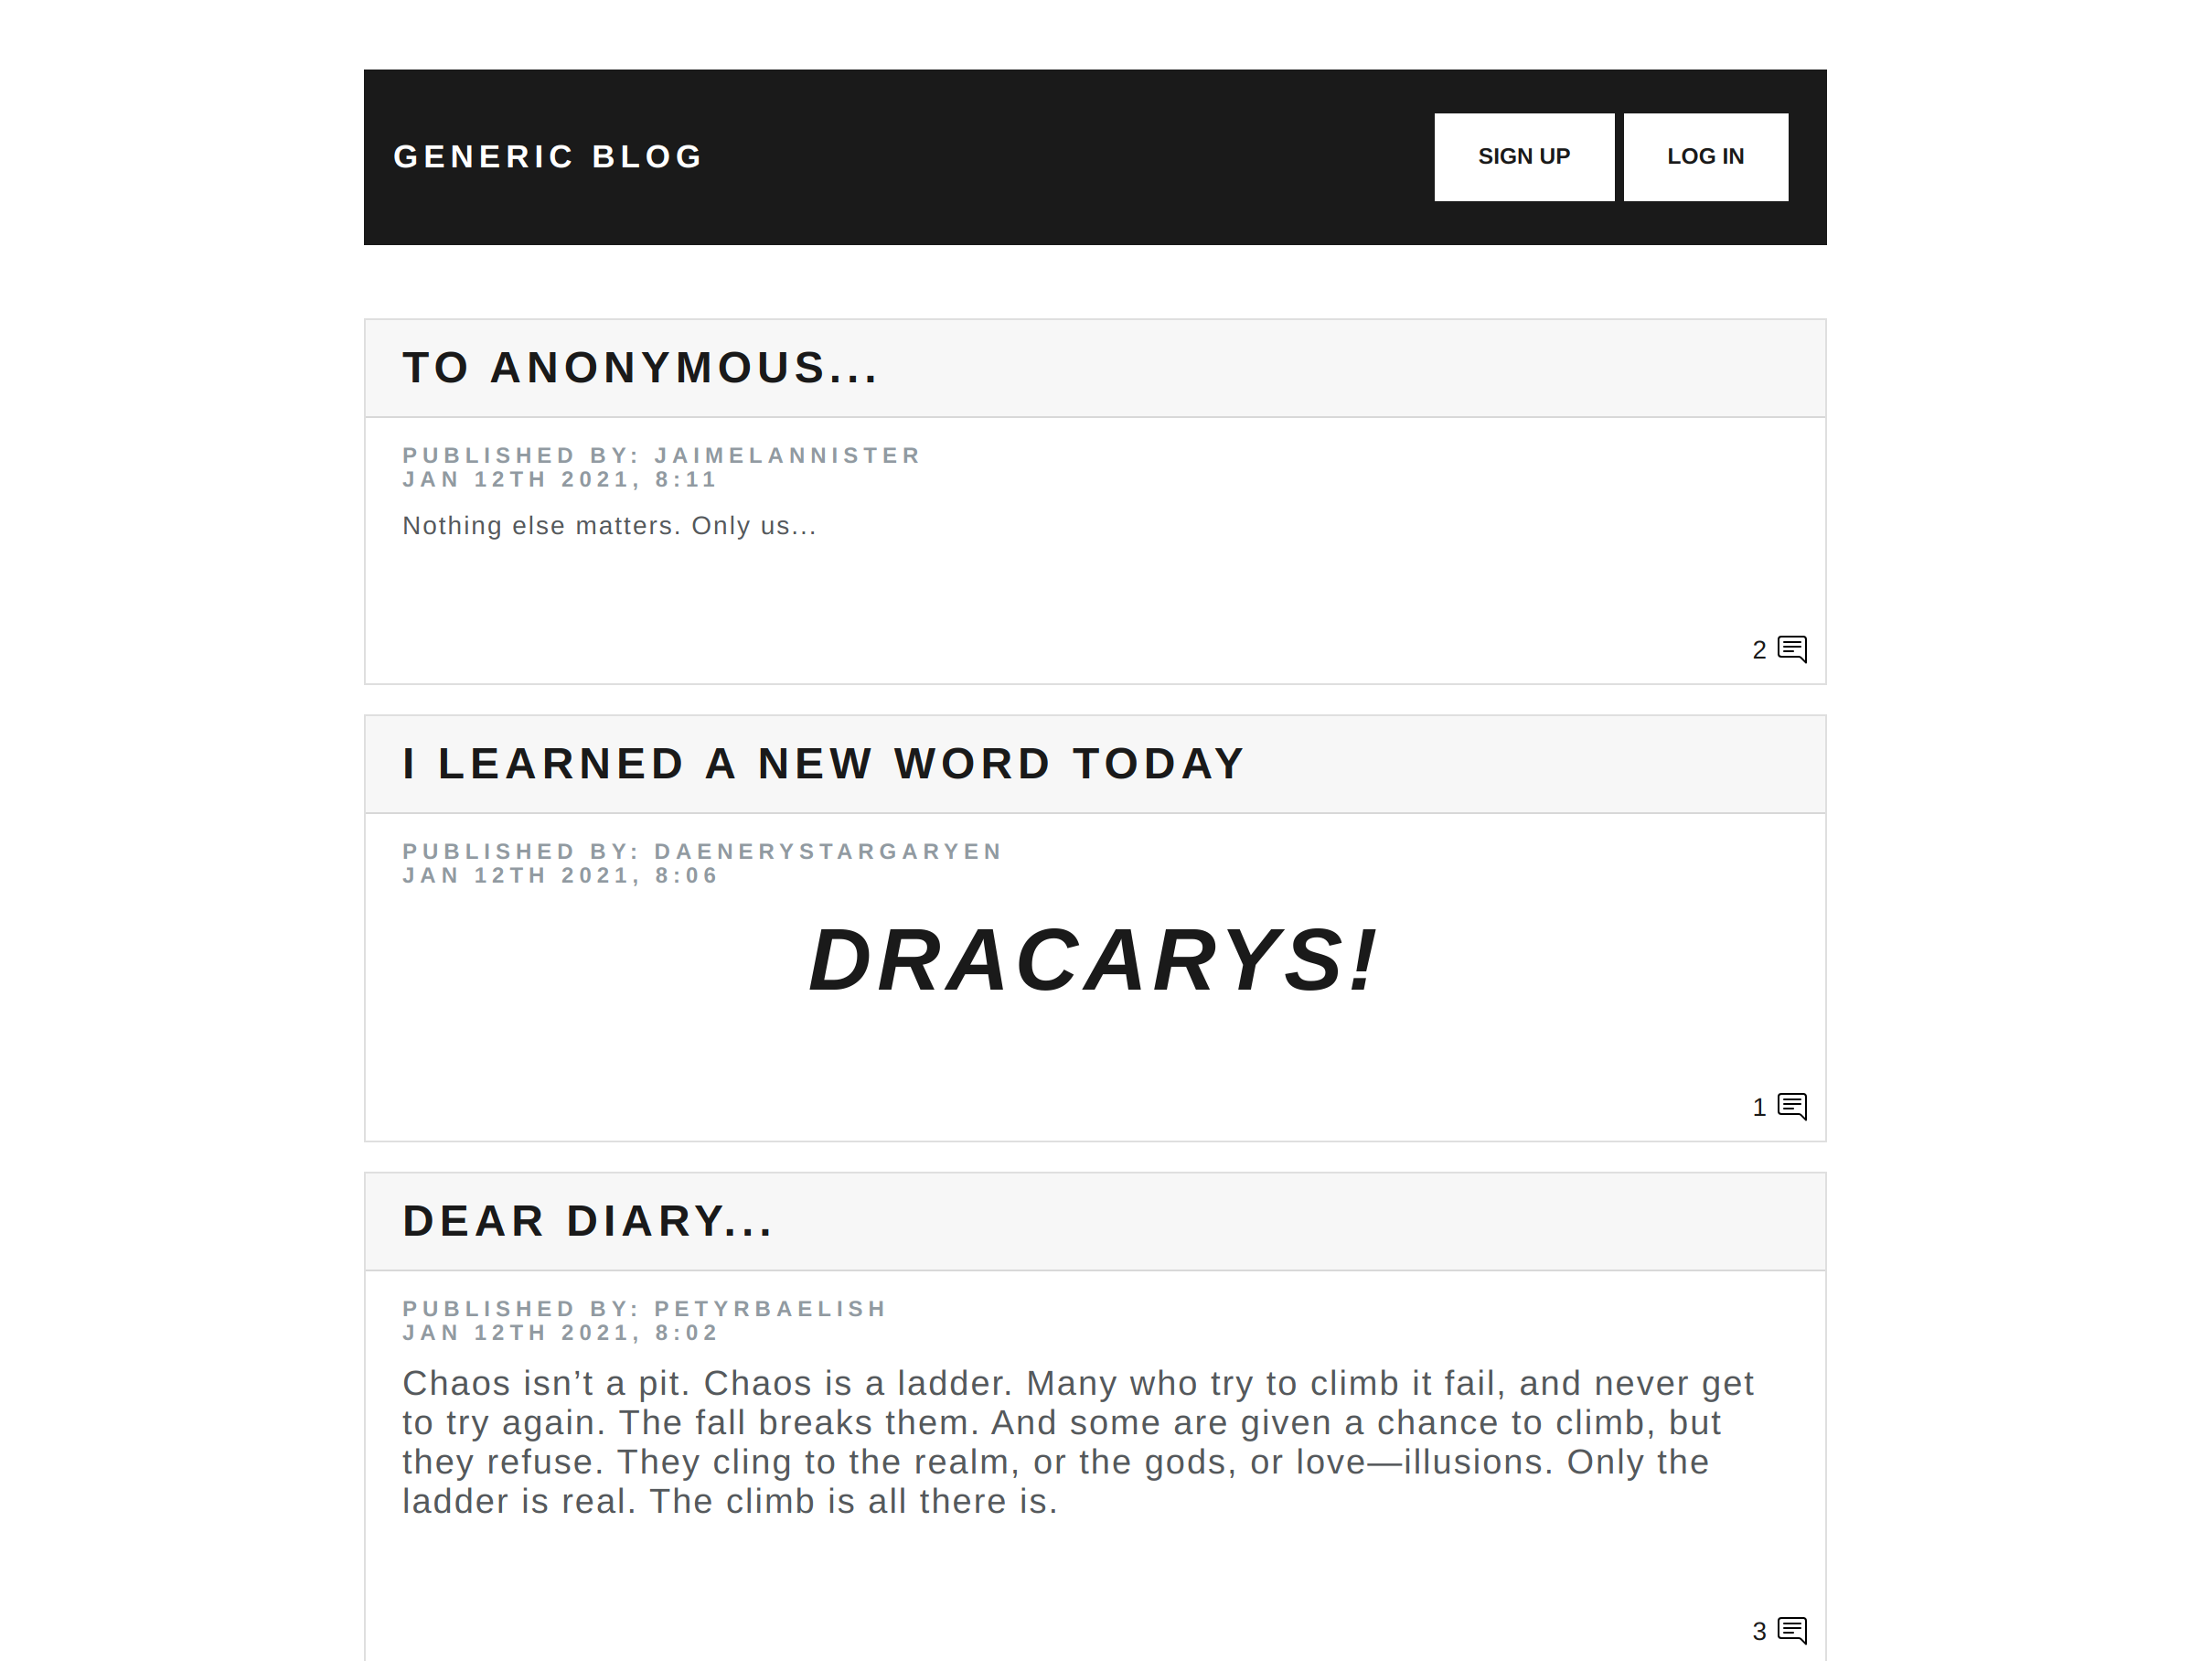 GENERIC BLOG
SIGN UP
LOG IN
TO ANONYMOUS...
PUBLISHED BY: JAIMELANNISTER
JAN 12TH 2021, 8:11
Nothing else matters. Only us...
2
I LEARNED A NEW WORD TODAY
PUBLISHED BY: DAENERYSTARGARYEN
JAN 12TH 2021, 8:06
DRACARYS!
1
DEAR DIARY...
PUBLISHED BY: PETYRBAELISH
JAN 12TH 2021, 8:02
Chaos isn’t a pit. Chaos is a ladder. Many who try to climb it fail, and never get
to try again. The fall breaks them. And some are given a chance to climb, but
they refuse. They cling to the realm, or the gods, or love—illusions. Only the
ladder is real. The climb is all there is.
3